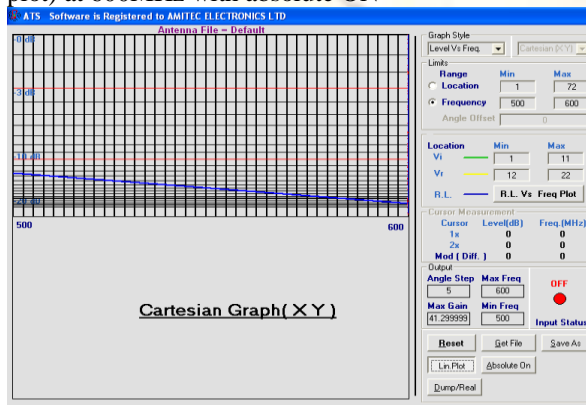 plot) at 600MHz with absolute ON
ATS Software is Registered to AMITEC ELECTRONICS LTD
Antenna File = Default
-0 dB
-3 dB
-10 dB
-20 dB
500 600
Cartesian Graph(X Y)
Graph Style
Level Vs Freq. Cartesian [X Y]
Limits
Range Min Max
Location 1 72
Frequency 500 600
Angle Offset 0
Location Min Max
Vi 1 11
Vr 12 22
R.L. R.L. Vs Freq Plot
Cursor Measurement
Cursor Level(dB) Freq.(MHz)
1x 0 0
2x 0 0
Mod ( Diff. ) 0 0
Output
Angle Step Max Freq
5 600
OFF
Max Gain Min Freq
41.299999 500
Input Status
Reset Get File Save As
Lin.Plot Absolute On
Dump/Real